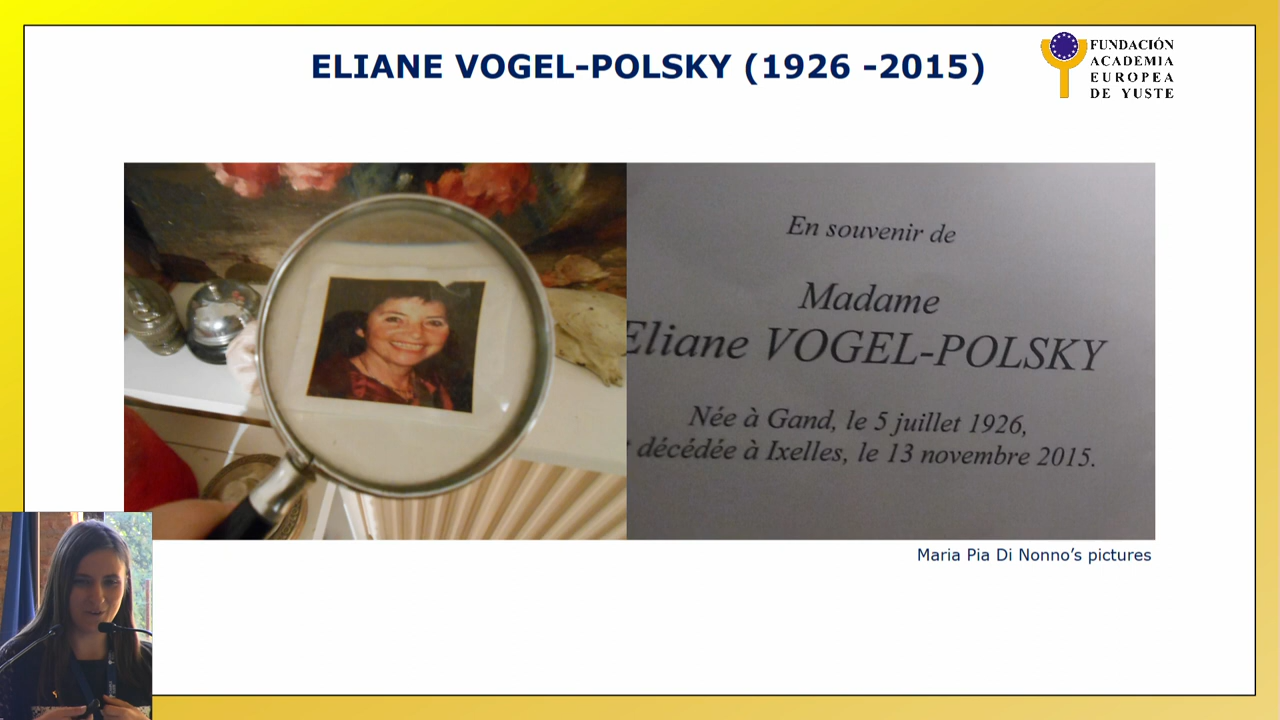 ELIANE VOGEL-POLSKY (1926 -2015)
FUNDACIÓN
ACADEMIA
EUROPEA
DE YUSTE
En souvenir de
Madame
Eliane VOGEL-POLSKY
Née à Gand, le 5 juillet 1926,
décédée à Ixelles, le 13 novembre 2015.
Maria Pia Di Nonno’s pictures